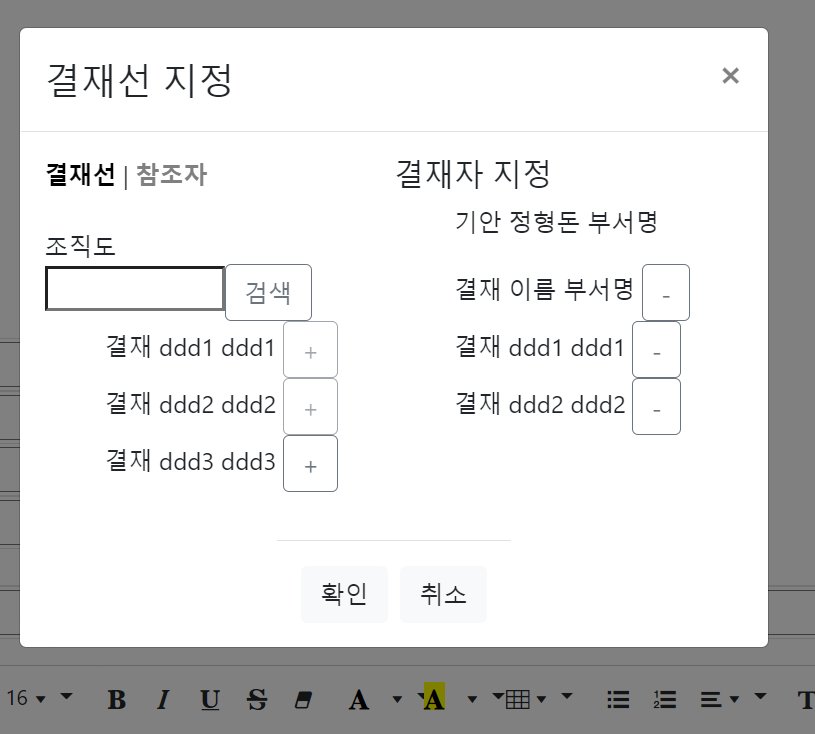 결재선 지정
×
결재선 | 참조자
조직도
검색
결재 ddd1 ddd1 +
결재 ddd2 ddd2 +
결재 ddd3 ddd3 +
결재자 지정
기안 정형돈 부서명
결재 이름 부서명 -
결재 ddd1 ddd1 -
결재 ddd2 ddd2 -
확인 취소
16 B I U S A A T